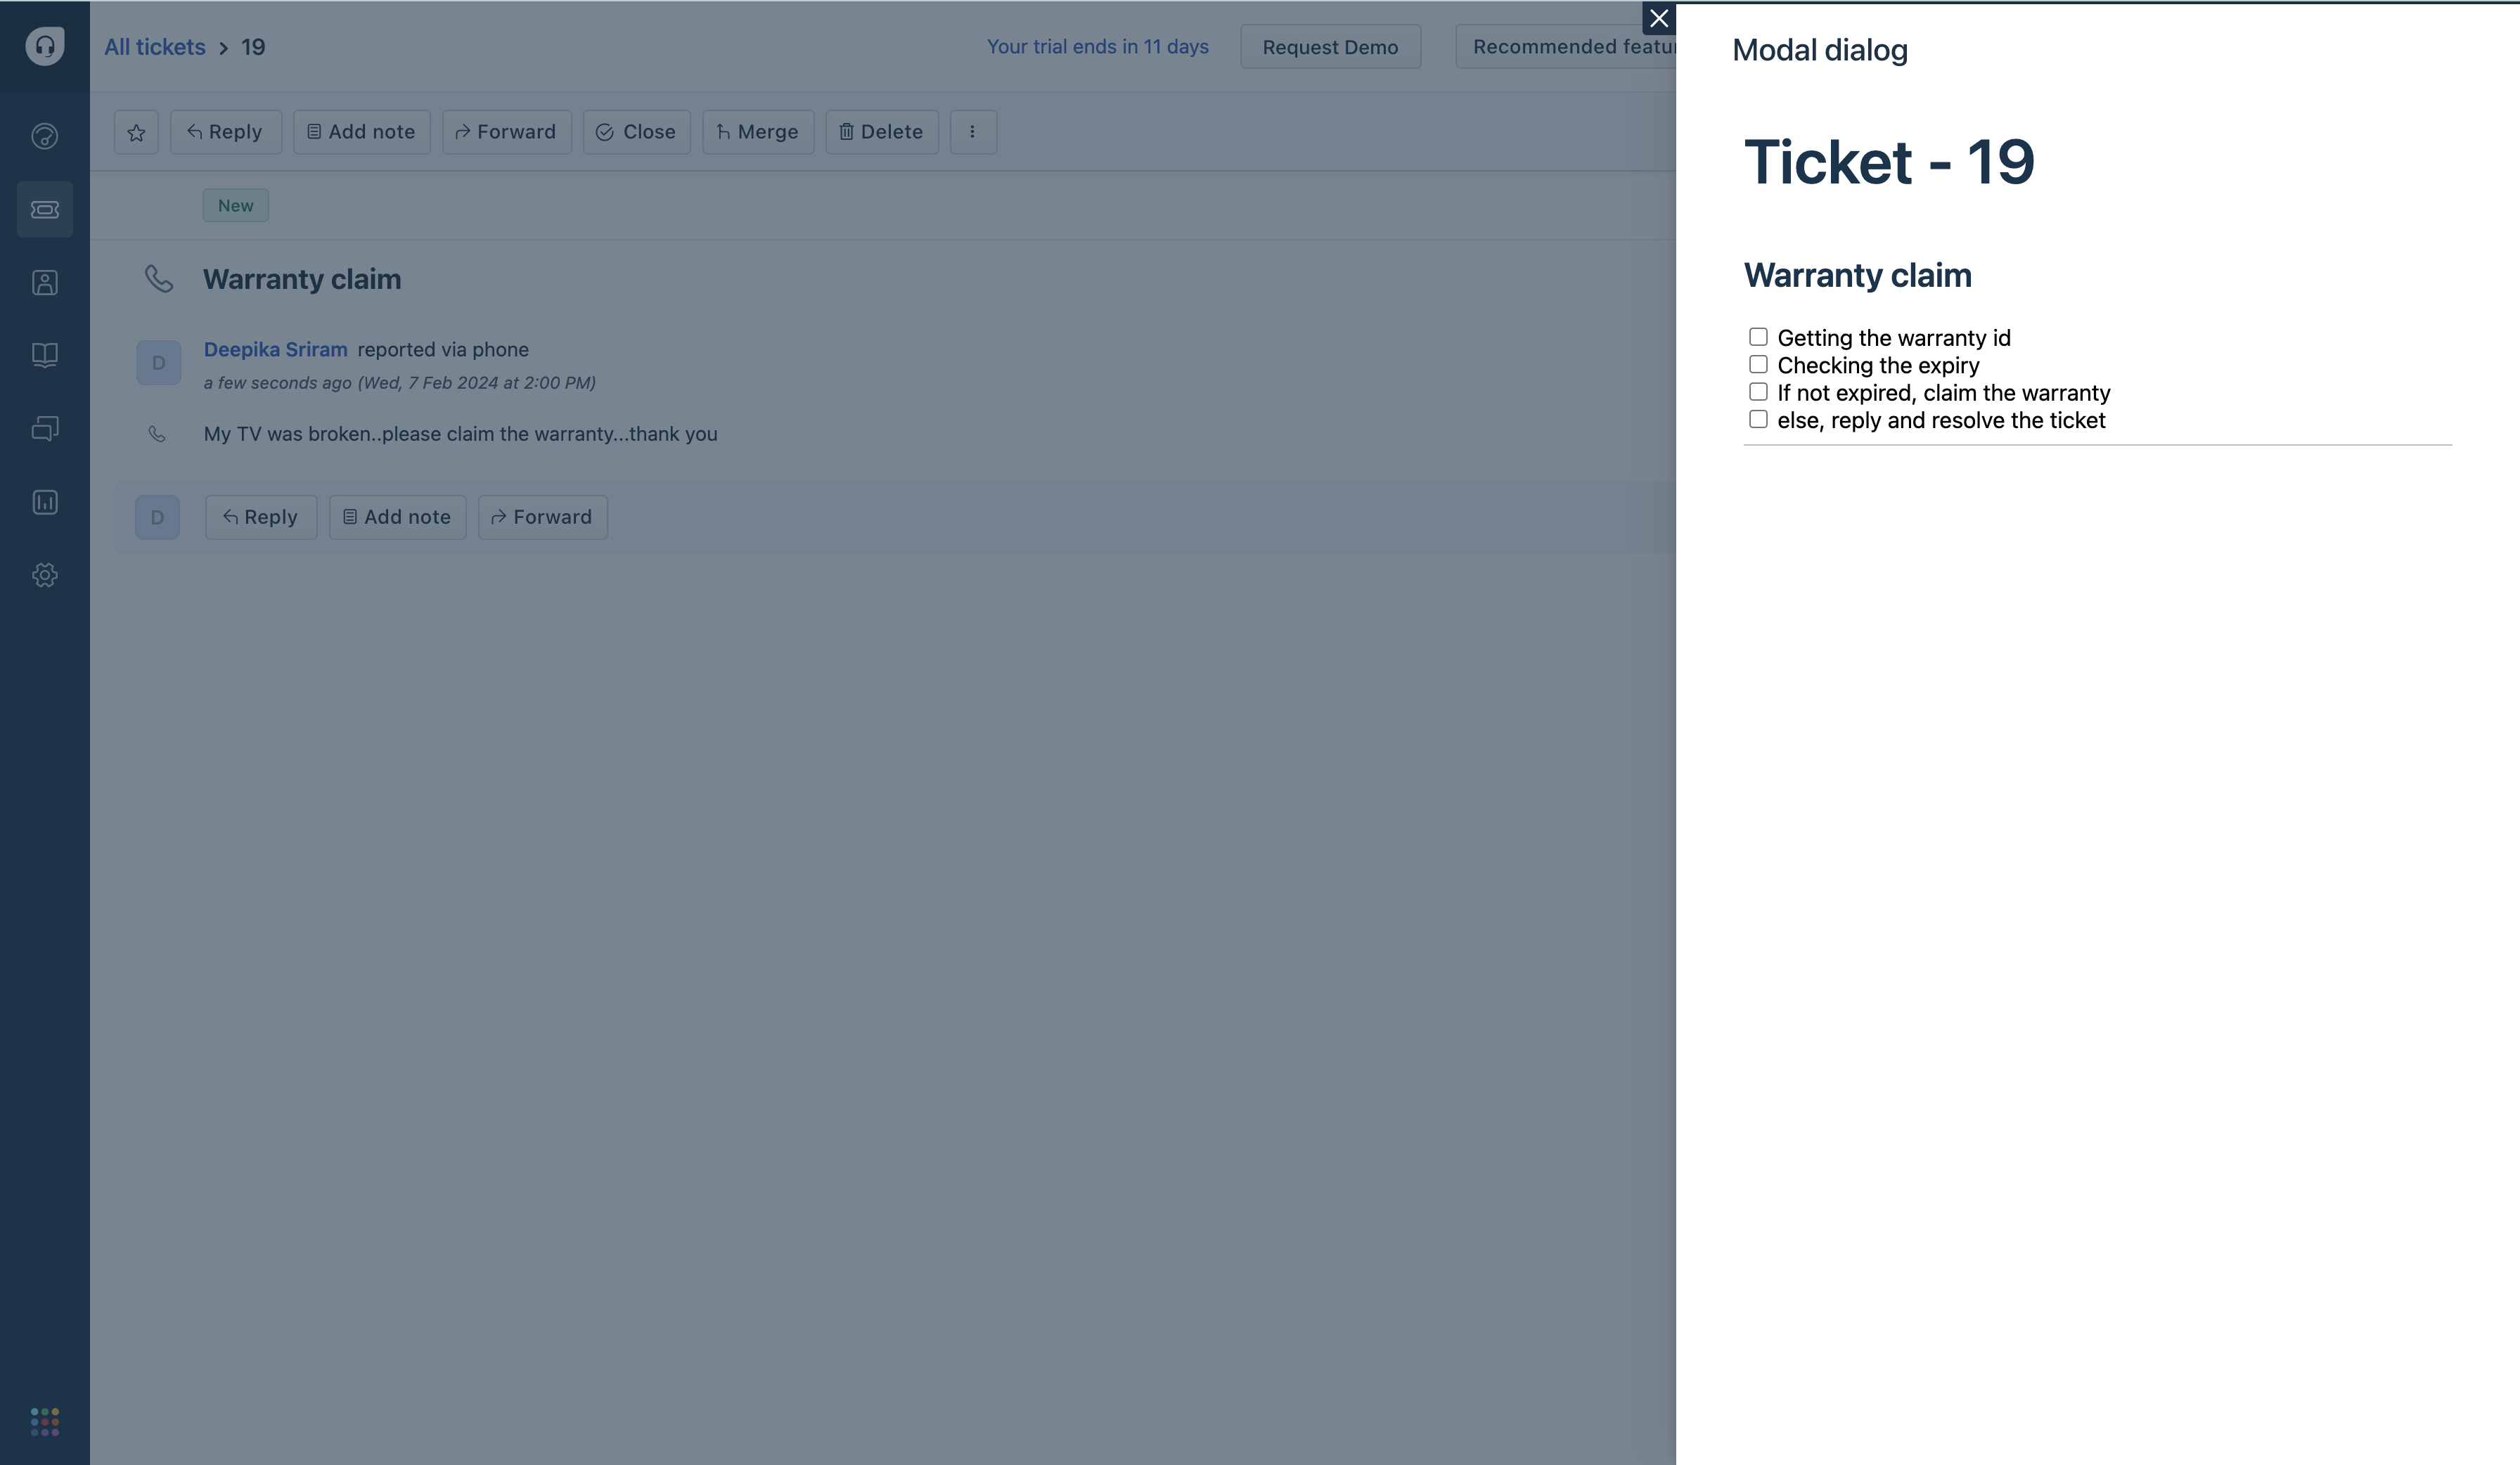 All tickets > 19
Your trial ends in 11 days
Request Demo
Recommended featu
Reply
Add note
Forward
Close
Merge
Delete
New
Warranty claim
D
Deepika Sriram reported via phone
a few seconds ago (Wed, 7 Feb 2024 at 2:00 PM)
My TV was broken..please claim the warranty...thank you
D
Reply
Add note
Forward
Modal dialog
Ticket - 19
Warranty claim
Getting the warranty id
Checking the expiry
If not expired, claim the warranty
else, reply and resolve the ticket